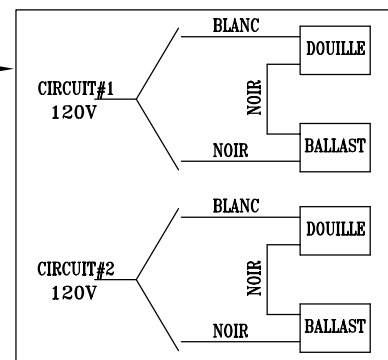 BLANC
DOUILLE
CIRCUIT#1
120V
NOIR
NOIR
BALLAST
BLANC
DOUILLE
CIRCUIT#2
120V
NOIR
NOIR
BALLAST